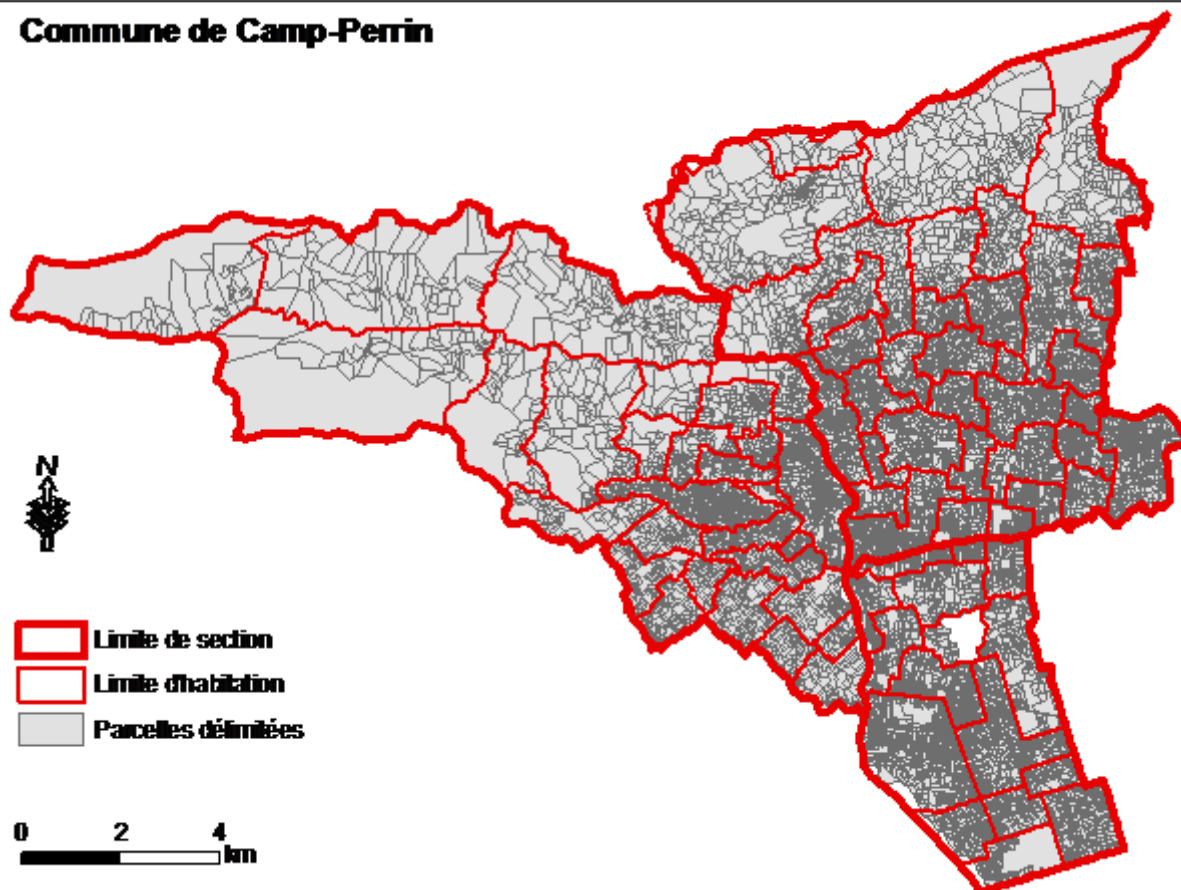 Commune de Camp-Perrin
N
Limite de section
Limite d'habitation
Parcelles délimitées
0 2 4
km